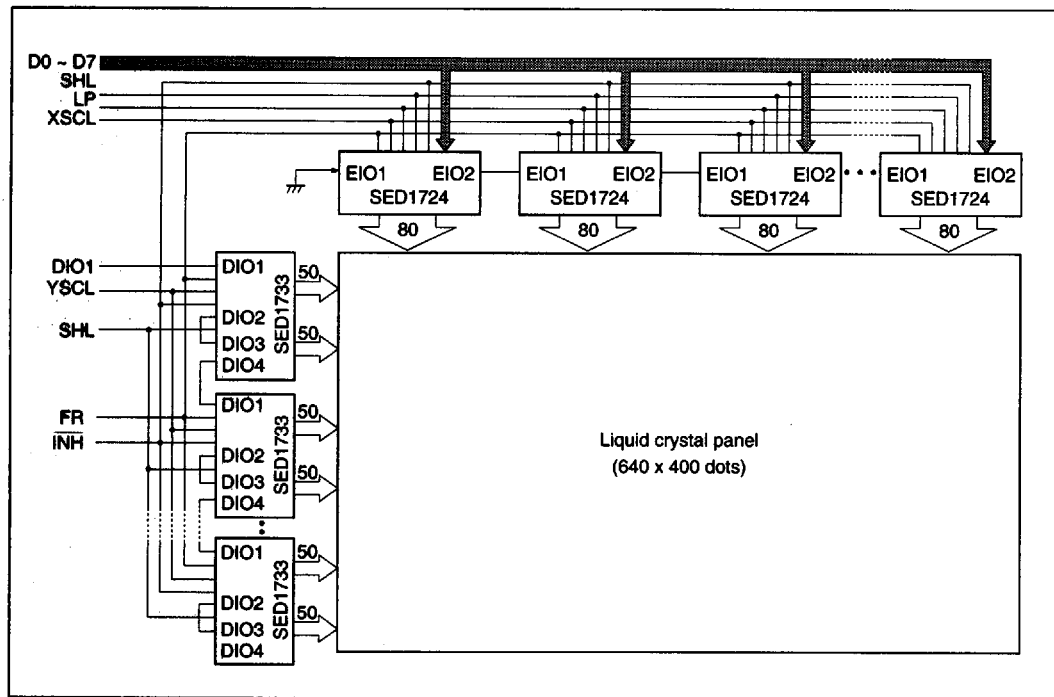 D0 ~ D7
SHL
LP
XSCL
EIO1 EIO2
SED1724
EIO1 EIO2
SED1724
EIO1 EIO2
SED1724
EIO1 EIO2
SED1724
80
80
80
80
DIO1
YSCL
SHL
FR
INH
DIO1
DIO2
DIO3
DIO4
SED1733
50
50
DIO1
DIO2
DIO3
DIO4
SED1733
50
50
DIO1
DIO2
DIO3
DIO4
SED1733
50
50
Liquid crystal panel
(640 x 400 dots)